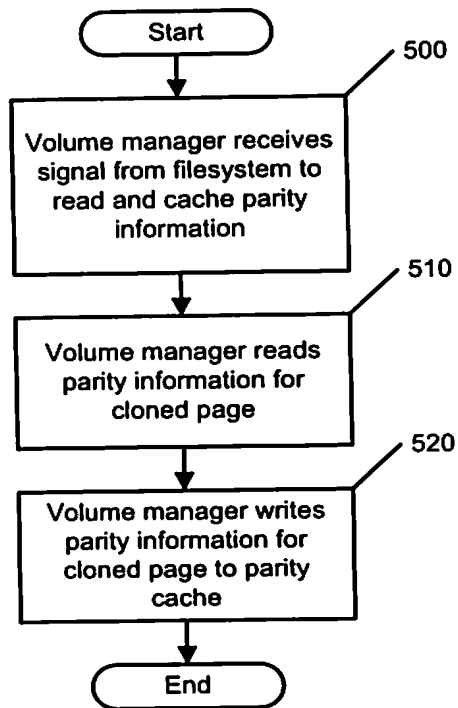 Start
500
Volume manager receives
signal from filesystem to
read and cache parity
information
510
Volume manager reads
parity information for
cloned page
520
Volume manager writes
parity information for
cloned page to parity
cache
End